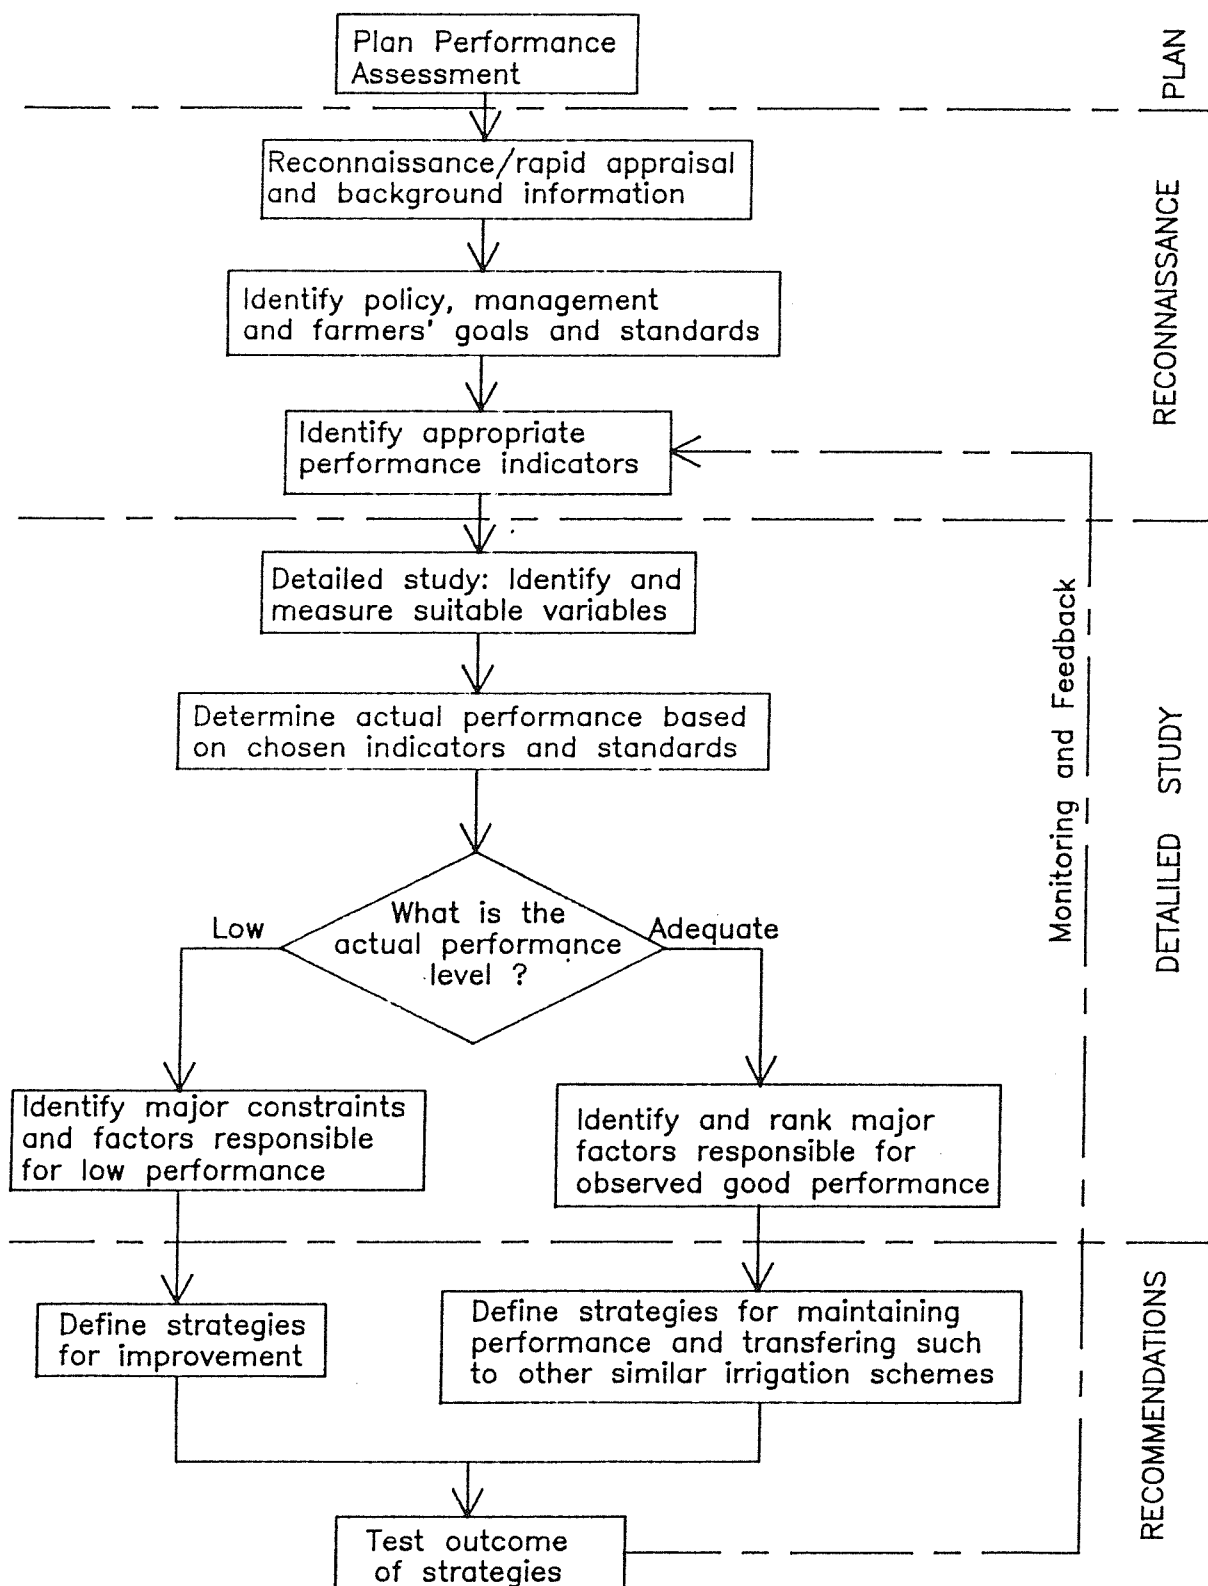 Plan Performance
Assessment
PLAN
Reconnaissance/rapid appraisal
and background information
Identify policy, management
and farmers' goals and standards
Identify appropriate
performance indicators
RECONNAISSANCE
Detailed study: Identify and
measure suitable variables
Determine actual performance based
on chosen indicators and standards
What is the
actual performance
level ?
Low
Adequate
Monitoring and Feedback
DETALILED STUDY
Identify major constraints
and factors responsible
for low performance
Identify and rank major
factors responsible for
observed good performance
Define strategies
for improvement
Define strategies for maintaining
performance and transfering such
to other similar irrigation schemes
RECOMMENDATIONS
Test outcome
of strategies